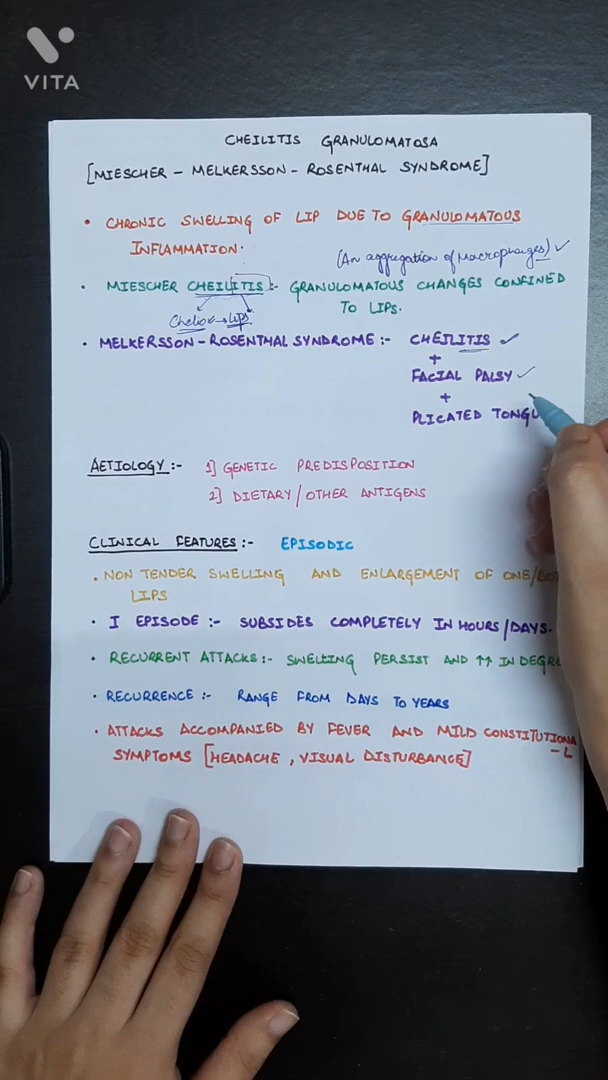 VITA
CHEILITIS GRANULOMATOSA
[MIESCHER - MELKERSSON - ROSENTHAL SYNDROME]
• CHRONIC SWELLING OF LIP DUE TO GRANULOMATOUS
INFLAMMATION.
(An aggregation of Macrophages) ✓
• MIESCHER CHEILITIS :- GRANULOMATOUS CHANGES CONFINED
TO LIPS.
Cheilo → Lips.
• MELKERSSON-ROSENTHAL SYNDROME :- CHEILITIS ✓
+
FACIAL PALSY ✓
+
PLICATED TONGU
AETIOLOGY :- 1] GENETIC PREDISPOSITION
2] DIETARY/OTHER ANTIGENS
CLINICAL FEATURES :- EPISODIC
• NON TENDER SWELLING AND ENLARGEMENT OF ONE/BOT
LIPS
• I EPISODE :- SUBSIDES COMPLETELY IN HOURS/DAYS.
• RECURRENT ATTACKS :- SWELLING PERSIST AND ↑↑ IN DEGRE
• RECURRENCE :- RANGE FROM DAYS TO YEARS
• ATTACKS ACCOMPANIED BY FEVER AND MILD CONSTITUTIONA
-L
SYMPTOMS [HEADACHE, VISUAL DISTURBANCE]